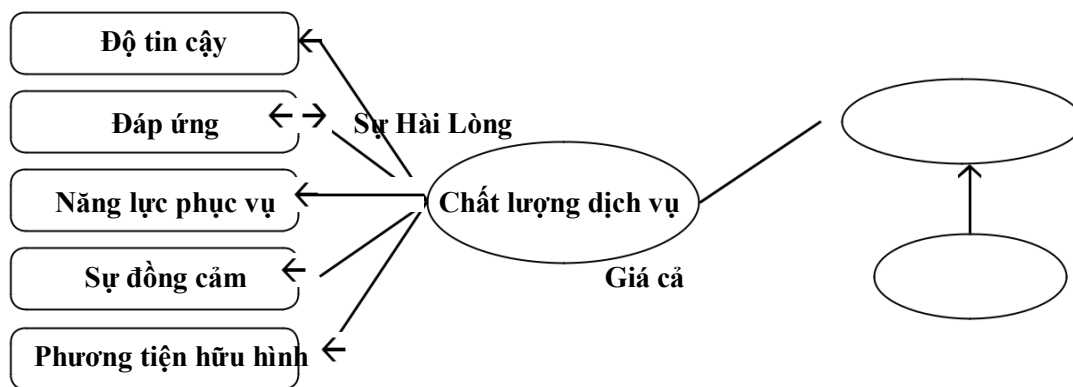 Độ tin cậy
Đáp ứng
Sự Hài Lòng
Năng lực phục vụ
Chất lượng dịch vụ
Sự đồng cảm
Giá cả
Phương tiện hữu hình